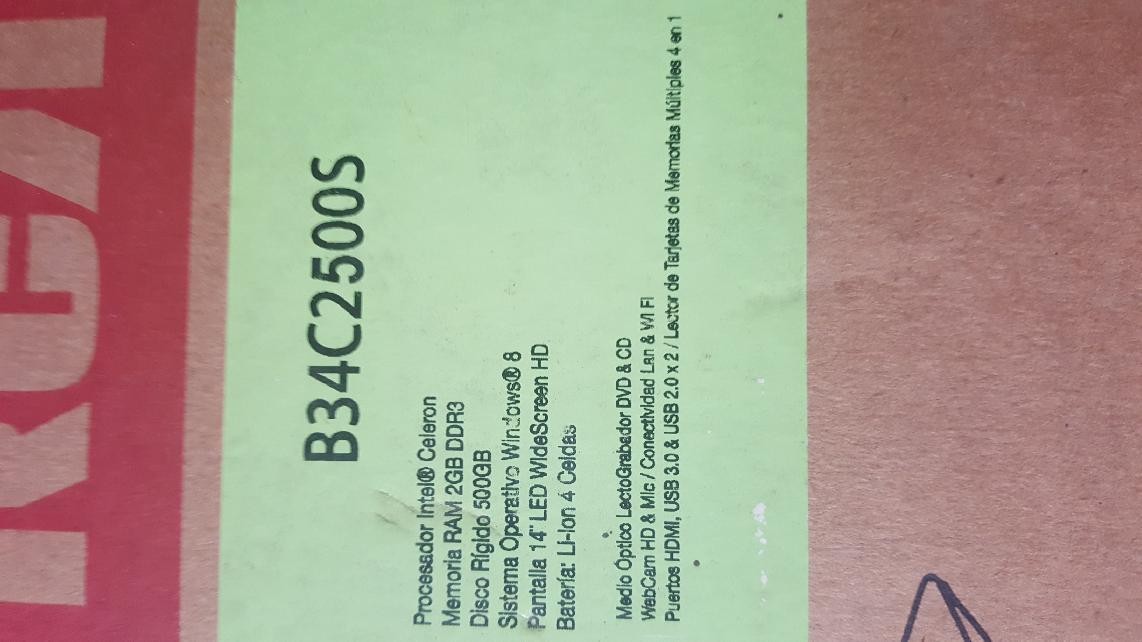 RCA
B34C2500S
Procesador Intel® Celeron
Memoria RAM 2GB DDR3
Disco Rígido 500GB
Sistema Operativo Windows® 8
Pantalla 14" LED WideScreen HD
Batería: Li-Ion 4 Celdas
Medio Óptico LectoGrabador DVD & CD
WebCam HD & Mic / Conectividad Lan & WI FI
Puertos HDMI, USB 3.0 & USB 2.0 x 2 / Lector de Tarjetas de Memorias Múltiples 4 en 1